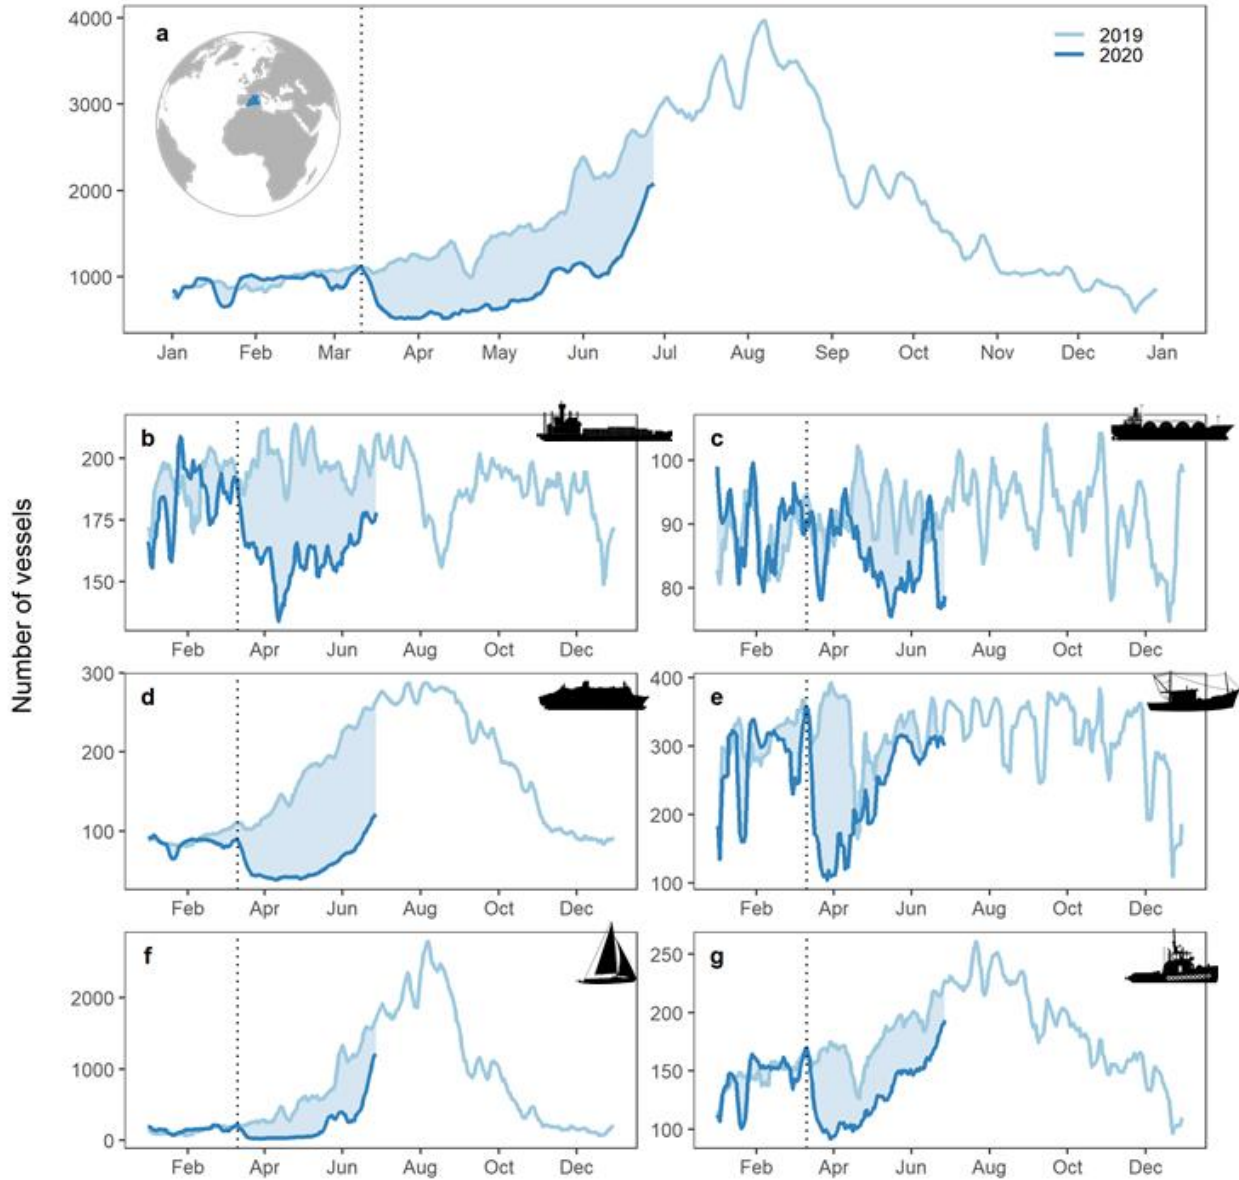 4000
3000
2000
1000
a
2019
2020
Jan Feb Mar Apr May Jun Jul Aug Sep Oct Nov Dec Jan
Number of vessels
b
200
175
150
Feb Apr Jun Aug Oct Dec
c
100
90
80
Feb Apr Jun Aug Oct Dec
d
300
200
100
Feb Apr Jun Aug Oct Dec
e
400
300
200
100
Feb Apr Jun Aug Oct Dec
f
2000
1000
0
Feb Apr Jun Aug Oct Dec
g
250
200
150
100
Feb Apr Jun Aug Oct Dec